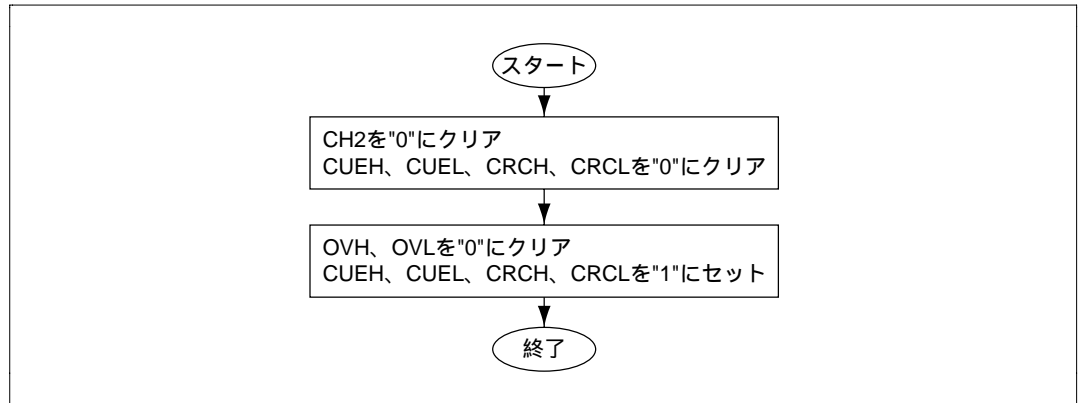 スタート
CH2を"0"にクリア
CUEH、CUEL、CRCH、CRCLを"0"にクリア
OVH、OVLを"0"にクリア
CUEH、CUEL、CRCH、CRCLを"1"にセット
終了